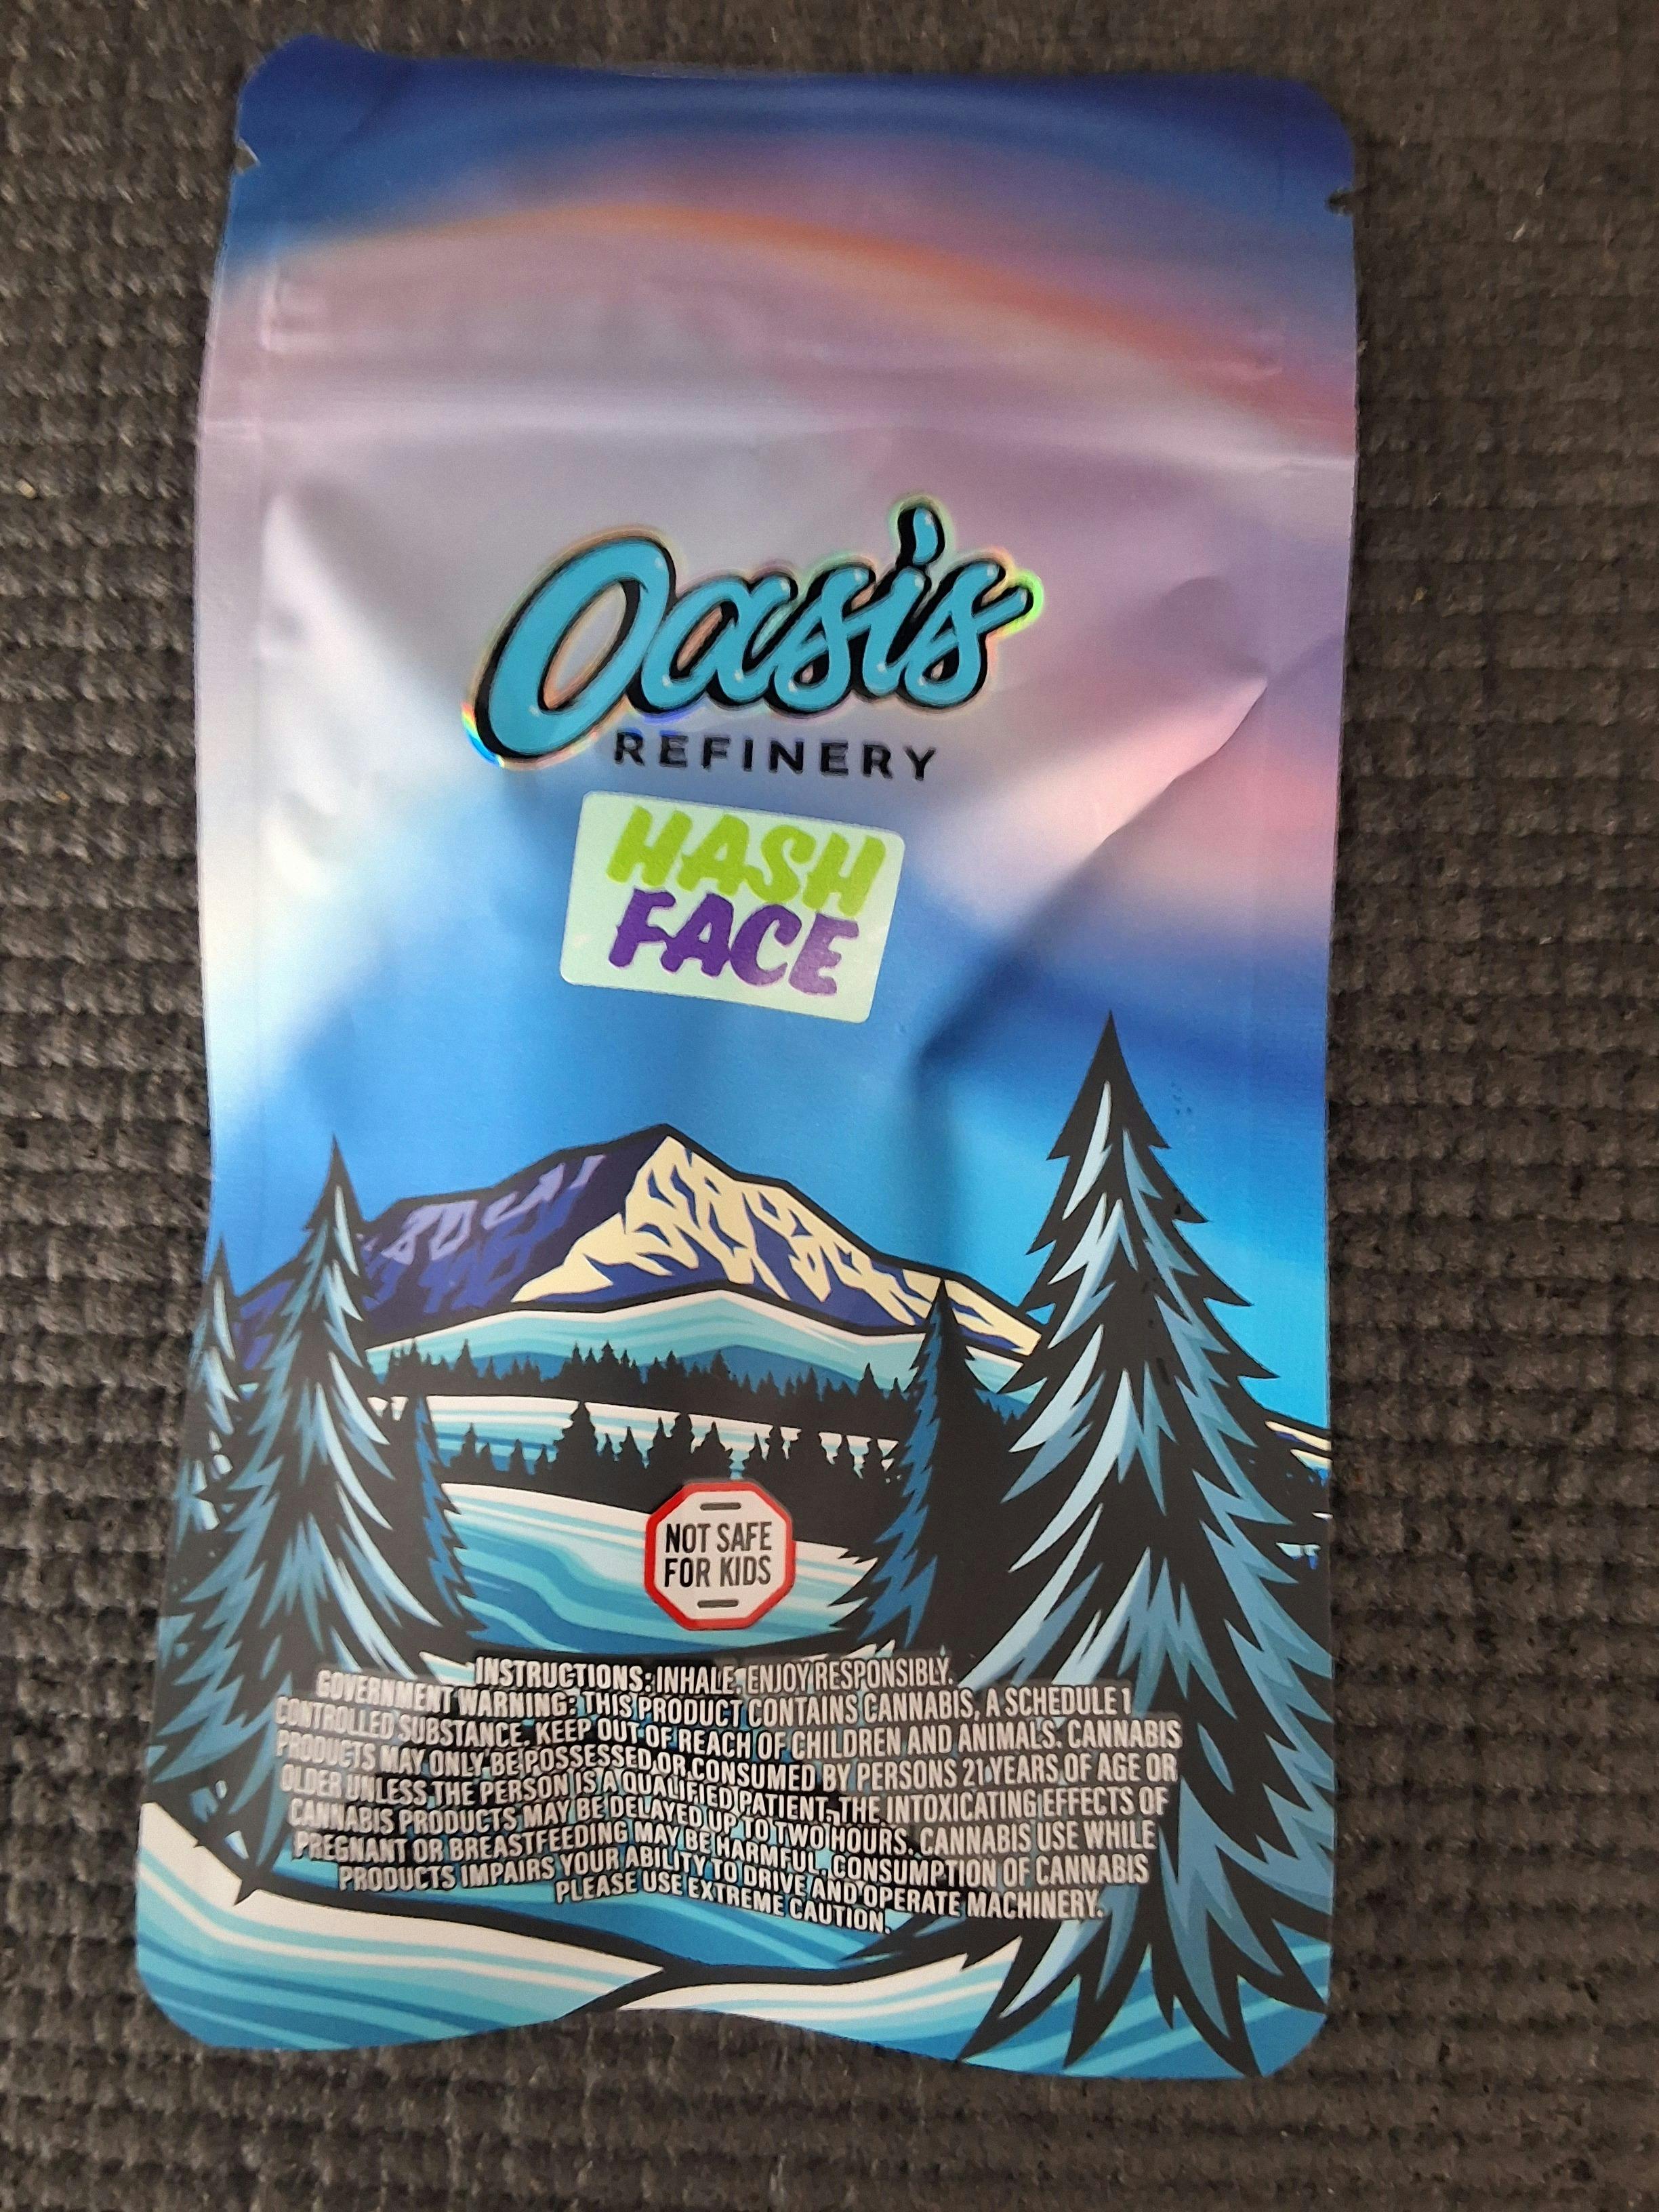 Oasis
REFINERY
HASH
FACE
NOT SAFE
FOR KIDS
INSTRUCTIONS: INHALE, ENJOY RESPONSIBLY.
GOVERNMENT WARNING: THIS PRODUCT CONTAINS CANNABIS, A SCHEDULE 1
CONTROLLED SUBSTANCE. KEEP OUT OF REACH OF CHILDREN AND ANIMALS. CANNABIS
PRODUCTS MAY ONLY BE POSSESSED OR CONSUMED BY PERSONS 21 YEARS OF AGE OR
OLDER UNLESS THE PERSON IS A QUALIFIED PATIENT. THE INTOXICATING EFFECTS OF
CANNABIS PRODUCTS MAY BE DELAYED UP TO TWO HOURS. CANNABIS USE WHILE
PREGNANT OR BREASTFEEDING MAY BE HARMFUL. CONSUMPTION OF CANNABIS
PRODUCTS IMPAIRS YOUR ABILITY TO DRIVE AND OPERATE MACHINERY.
PLEASE USE EXTREME CAUTION.